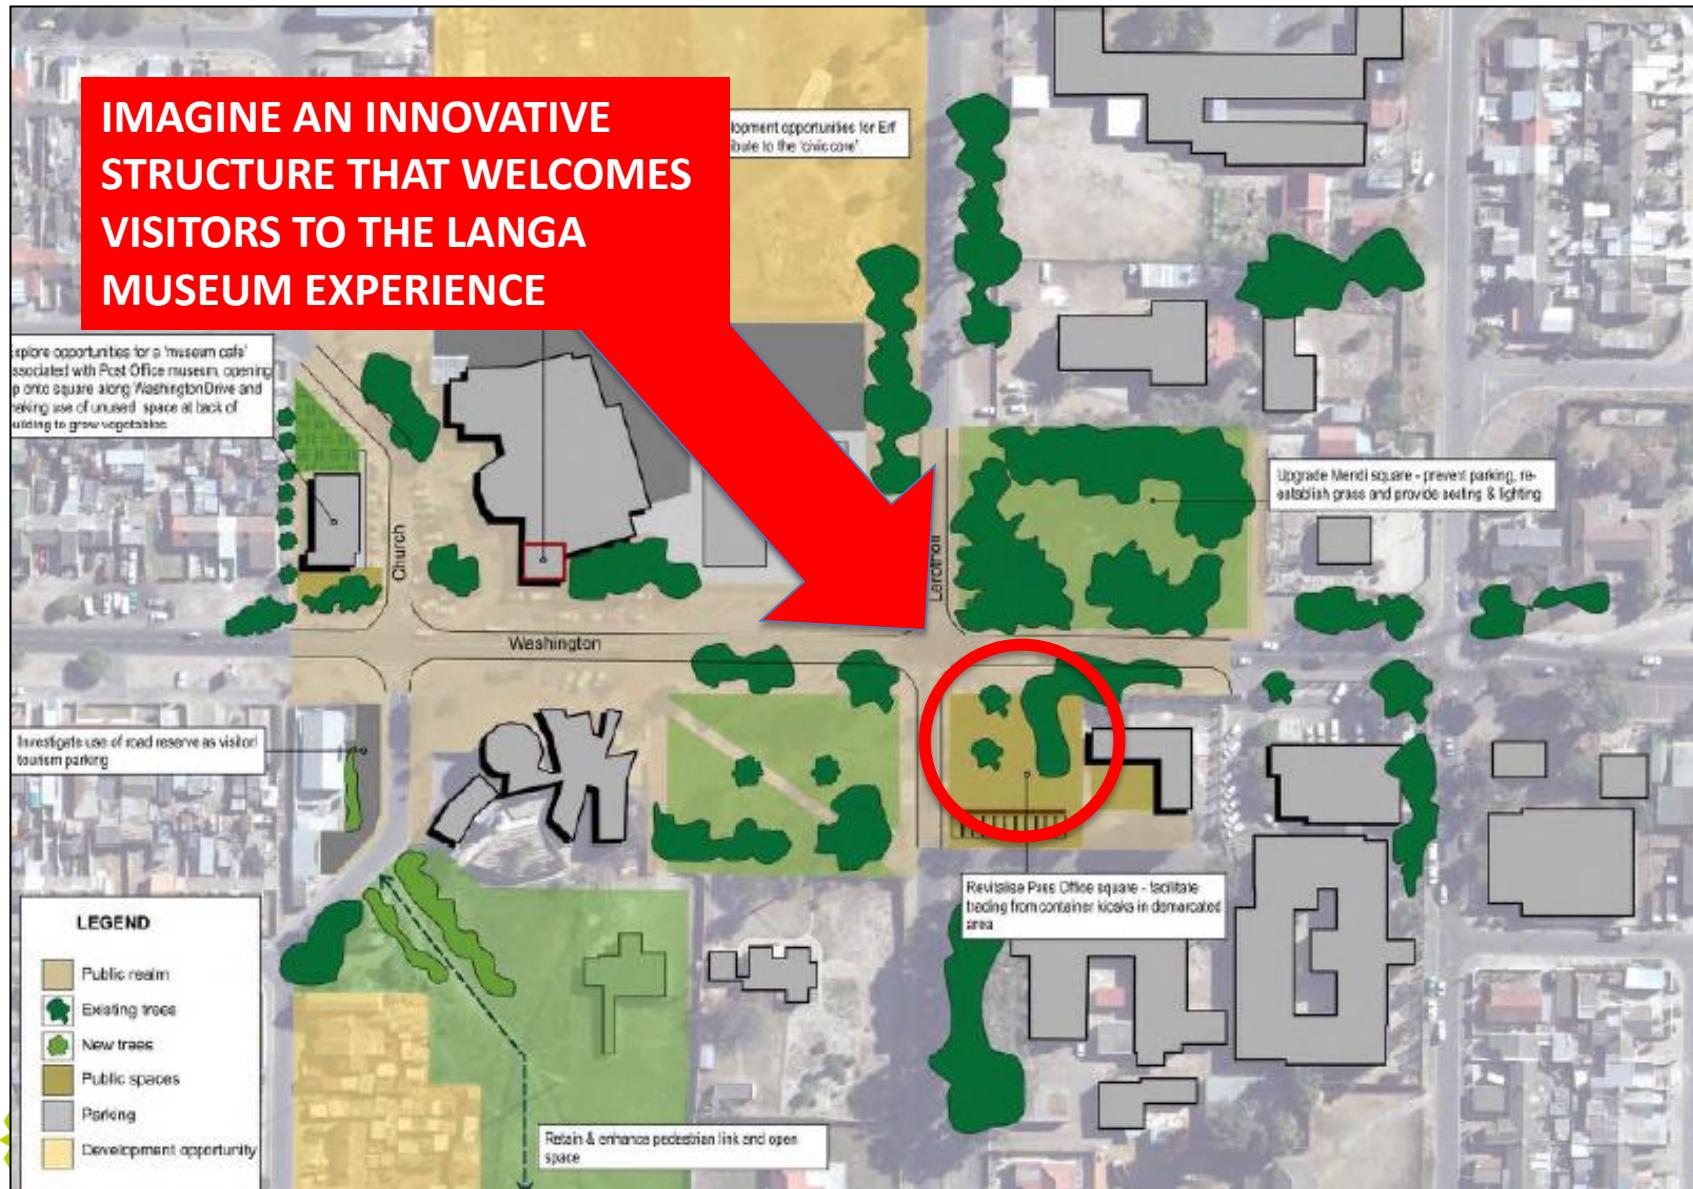 IMAGINE AN INNOVATIVE
STRUCTURE THAT WELCOMES
VISITORS TO THE LANGA
MUSEUM EXPERIENCE
lopment opportunities for Erf
ibute to the 'civic core'.
explore opportunities for a 'museum cafe'
associated with Post Office museum, opening
up onto square along Washington Drive and
making use of unused space at back of
building to grow vegetables
Upgrade Mendi square - prevent parking, re-
establish grass and provide seating & lighting
Church
Washington
Investigate use of road reserve as visitor/
tourism parking
Revitalise Pass Office square - facilitate
trading from container kiosks in demarcated
area
LEGEND
Public realm
Existing trees
New trees
Public spaces
Parking
Development opportunity
Retain & enhance pedestrian link and open
space